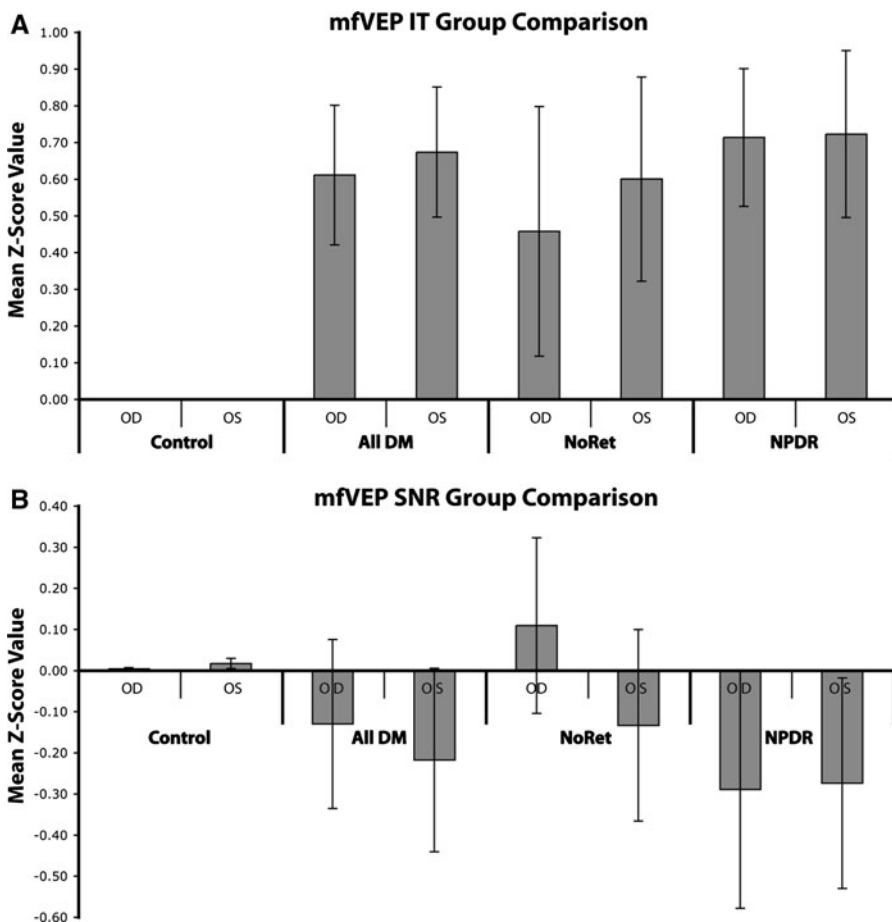 A
mfVEP IT Group Comparison
Mean Z-Score Value
1.00
0.90
0.80
0.70
0.60
0.50
0.40
0.30
0.20
0.10
0.00
OD OS OD OS OD OS OD OS
Control All DM NoRet NPDR
B
mfVEP SNR Group Comparison
Mean Z-Score Value
0.40
0.30
0.20
0.10
0.00
-0.10
-0.20
-0.30
-0.40
-0.50
-0.60
OD OS OD OS OD OS OD OS
Control All DM NoRet NPDR